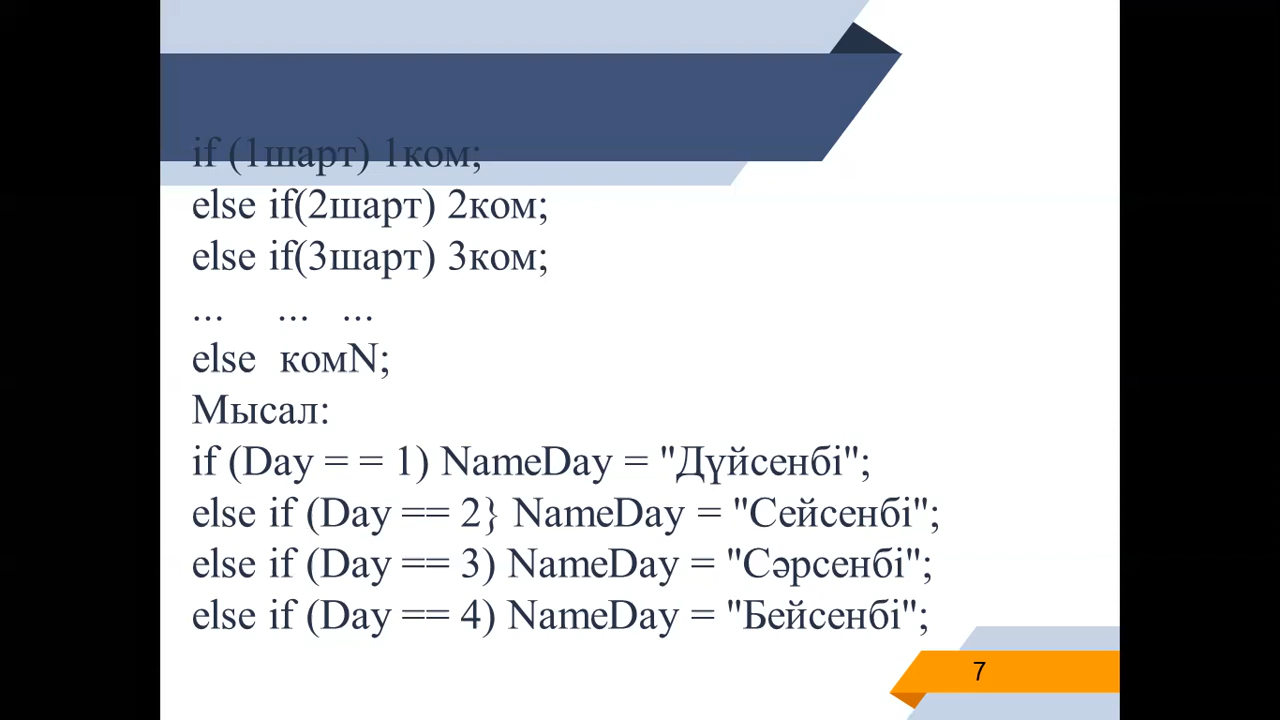 if (1шарт) 1ком;
else if(2шарт) 2ком;
else if(3шарт) 3ком;
... ... ...
else комN;
Мысал:
if (Day = = 1) NameDay = "Дүйсенбі";
else if (Day == 2} NameDay = "Сейсенбі";
else if (Day == 3) NameDay = "Сәрсенбі";
else if (Day == 4) NameDay = "Бейсенбі";
7